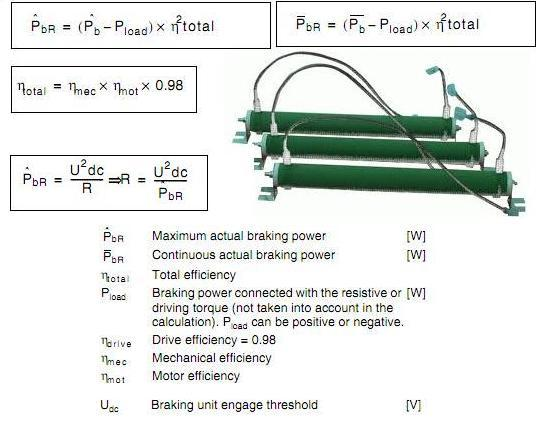 P̂bR = (P̂b – Pload) × η²total
P̄bR = (P̄b – Pload) × η²total
ηtotal = ηmec × ηmot × 0.98
P̂bR = U²dc / R ⇒ R = U²dc / P̂bR
P̂bR Maximum actual braking power [W]
P̄bR Continuous actual braking power [W]
ηtotal Total efficiency
Pload Braking power connected with the resistive or [W]
driving torque (not taken into account in the
calculation). Pload can be positive or negative.
ηdrive Drive efficiency = 0.98
ηmec Mechanical efficiency
ηmot Motor efficiency
Udc Braking unit engage threshold [V]